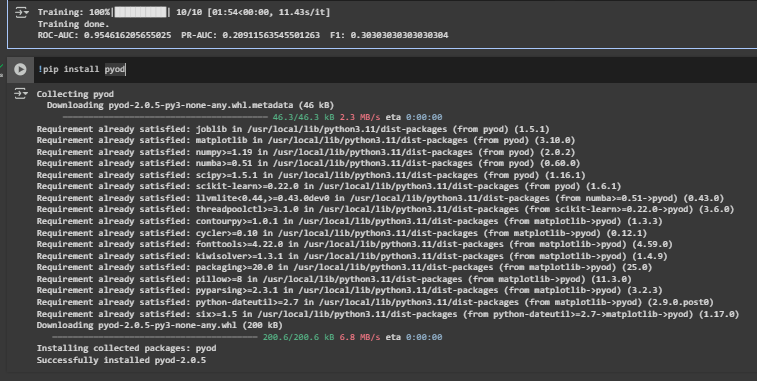 Training: 100%|██████████| 10/10 [01:54<00:00, 11.43s/it]
Training done.
ROC-AUC: 0.954616205655025  PR-AUC: 0.20911563545501263  F1: 0.30303030303030304
!pip install pyod
Collecting pyod
  Downloading pyod-2.0.5-py3-none-any.whl.metadata (46 kB)
46.3/46.3 kB 2.3 MB/s eta 0:00:00
Requirement already satisfied: joblib in /usr/local/lib/python3.11/dist-packages (from pyod) (1.5.1)
Requirement already satisfied: matplotlib in /usr/local/lib/python3.11/dist-packages (from pyod) (3.10.0)
Requirement already satisfied: numpy>=1.19 in /usr/local/lib/python3.11/dist-packages (from pyod) (2.0.2)
Requirement already satisfied: numba>=0.51 in /usr/local/lib/python3.11/dist-packages (from pyod) (0.60.0)
Requirement already satisfied: scipy>=1.5.1 in /usr/local/lib/python3.11/dist-packages (from pyod) (1.16.1)
Requirement already satisfied: scikit-learn>=0.22.0 in /usr/local/lib/python3.11/dist-packages (from pyod) (1.6.1)
Requirement already satisfied: llvmlite<0.44,>=0.43.0dev0 in /usr/local/lib/python3.11/dist-packages (from numba>=0.51->pyod) (0.43.0)
Requirement already satisfied: threadpoolctl>=3.1.0 in /usr/local/lib/python3.11/dist-packages (from scikit-learn>=0.22.0->pyod) (3.6.0)
Requirement already satisfied: contourpy>=1.0.1 in /usr/local/lib/python3.11/dist-packages (from matplotlib->pyod) (1.3.3)
Requirement already satisfied: cycler>=0.10 in /usr/local/lib/python3.11/dist-packages (from matplotlib->pyod) (0.12.1)
Requirement already satisfied: fonttools>=4.22.0 in /usr/local/lib/python3.11/dist-packages (from matplotlib->pyod) (4.59.0)
Requirement already satisfied: kiwisolver>=1.3.1 in /usr/local/lib/python3.11/dist-packages (from matplotlib->pyod) (1.4.9)
Requirement already satisfied: packaging>=20.0 in /usr/local/lib/python3.11/dist-packages (from matplotlib->pyod) (25.0)
Requirement already satisfied: pillow>=8 in /usr/local/lib/python3.11/dist-packages (from matplotlib->pyod) (11.3.0)
Requirement already satisfied: pyparsing>=2.3.1 in /usr/local/lib/python3.11/dist-packages (from matplotlib->pyod) (3.2.3)
Requirement already satisfied: python-dateutil>=2.7 in /usr/local/lib/python3.11/dist-packages (from matplotlib->pyod) (2.9.0.post0)
Requirement already satisfied: six>=1.5 in /usr/local/lib/python3.11/dist-packages (from python-dateutil>=2.7->matplotlib->pyod) (1.17.0)
Downloading pyod-2.0.5-py3-none-any.whl (200 kB)
200.6/200.6 kB 6.8 MB/s eta 0:00:00
Installing collected packages: pyod
Successfully installed pyod-2.0.5